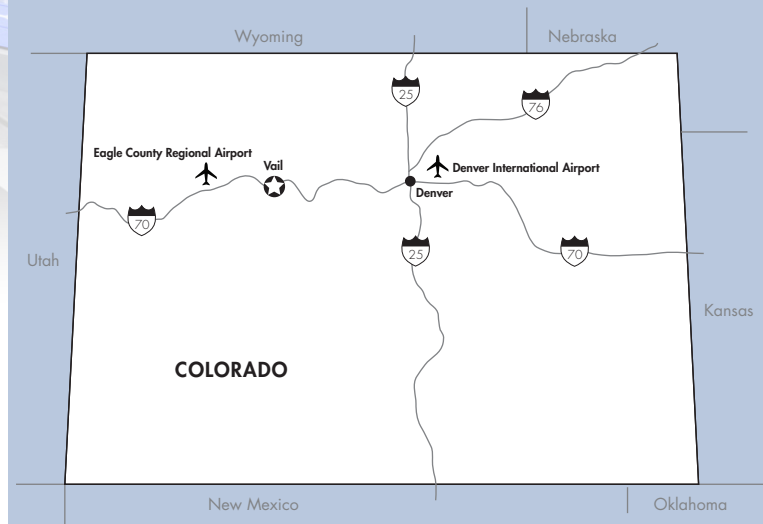 Wyoming
Nebraska
25
76
Eagle County Regional Airport
Vail
Denver International Airport
Denver
70
25
70
Utah
Kansas
COLORADO
New Mexico
Oklahoma